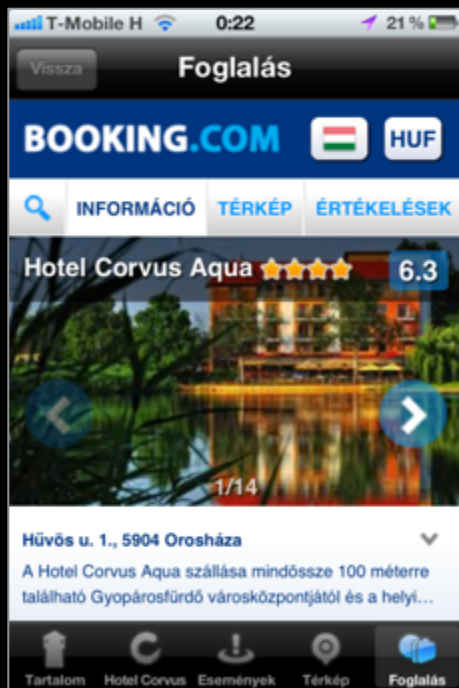 T-Mobile H 0:22 21 %
Vissza Foglalás
BOOKING.COM HUF
INFORMÁCIÓ TÉRKÉP ÉRTÉKELÉSEK
Hotel Corvus Aqua 6.3
1/14
Hüvös u. 1., 5904 Orosháza
A Hotel Corvus Aqua szállása mindössze 100 méterre
található Gyopárosfürdő városközpontjától és a helyi...
Tartalom Hotel Corvus Események Térkép Foglalás